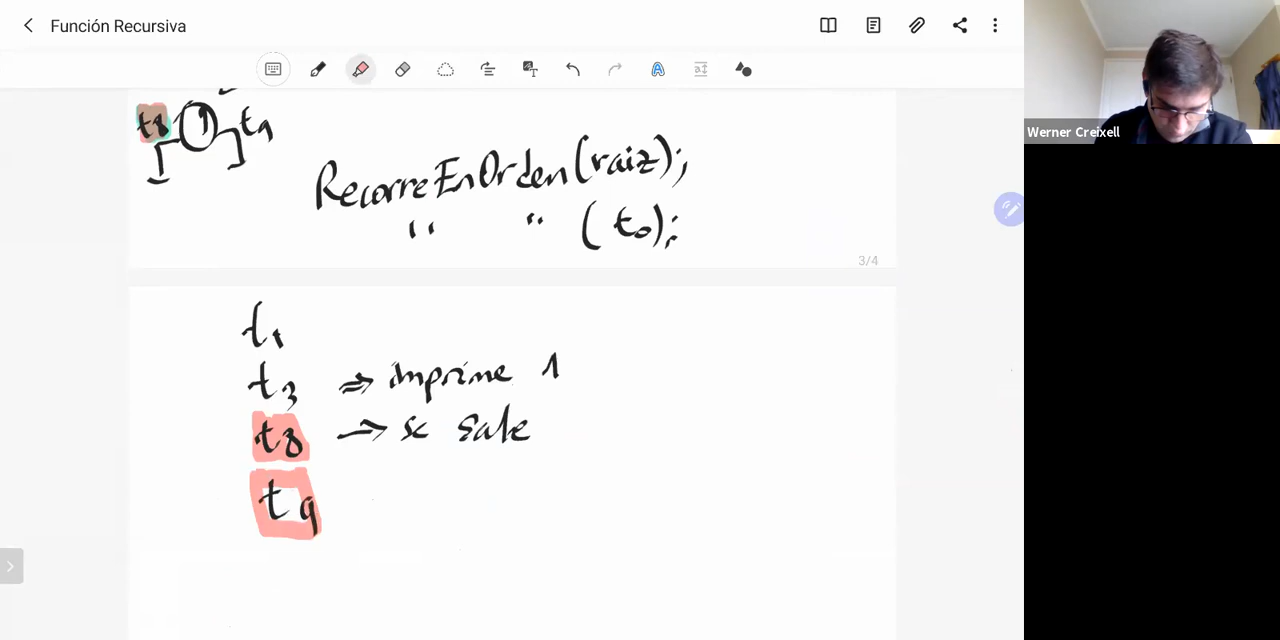 Función Recursiva
Werner Creixell
t8 1 t9
RecorreEnOrden(raiz);
" " (t0);
3/4
t1
t3 ⇒ imprime 1
t8 → se sale
t9